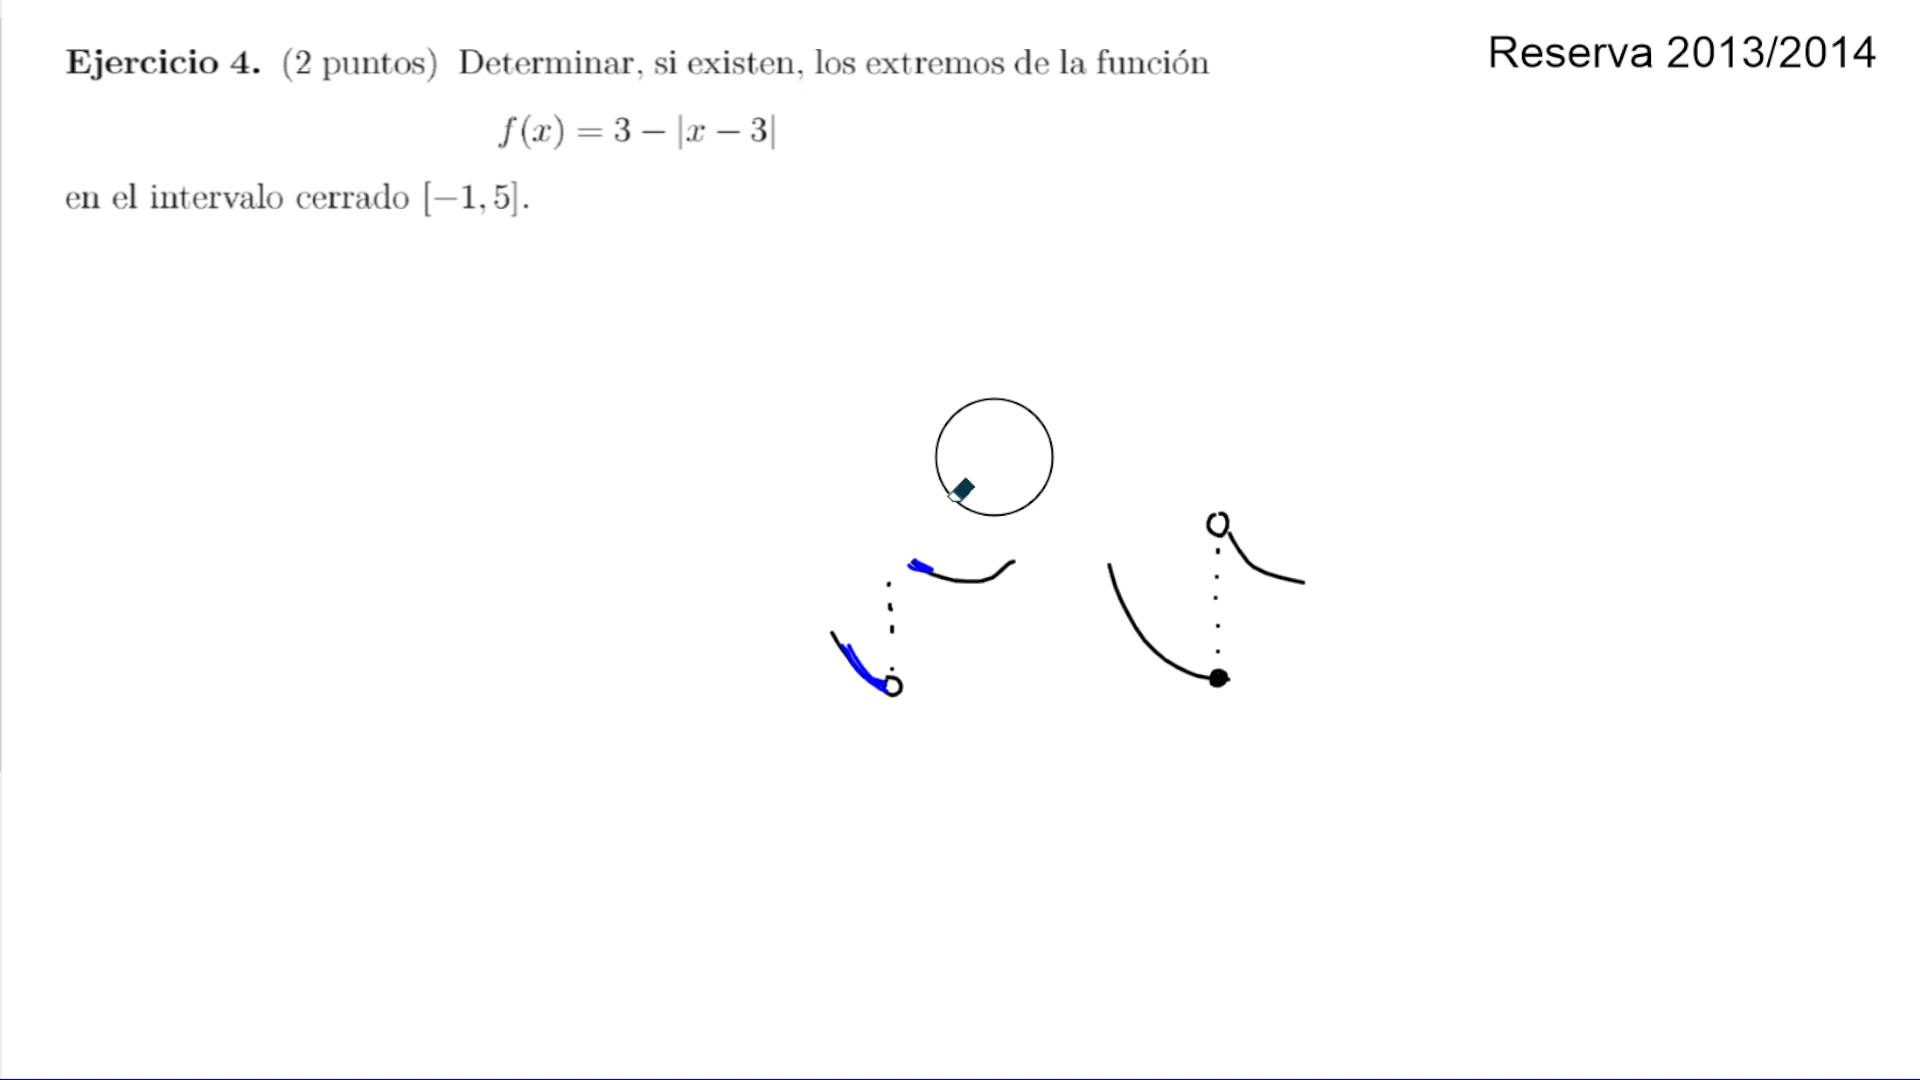 Ejercicio 4. (2 puntos) Determinar, si existen, los extremos de la función
Reserva 2013/2014
f(x) = 3 − |x − 3|
en el intervalo cerrado [−1, 5].